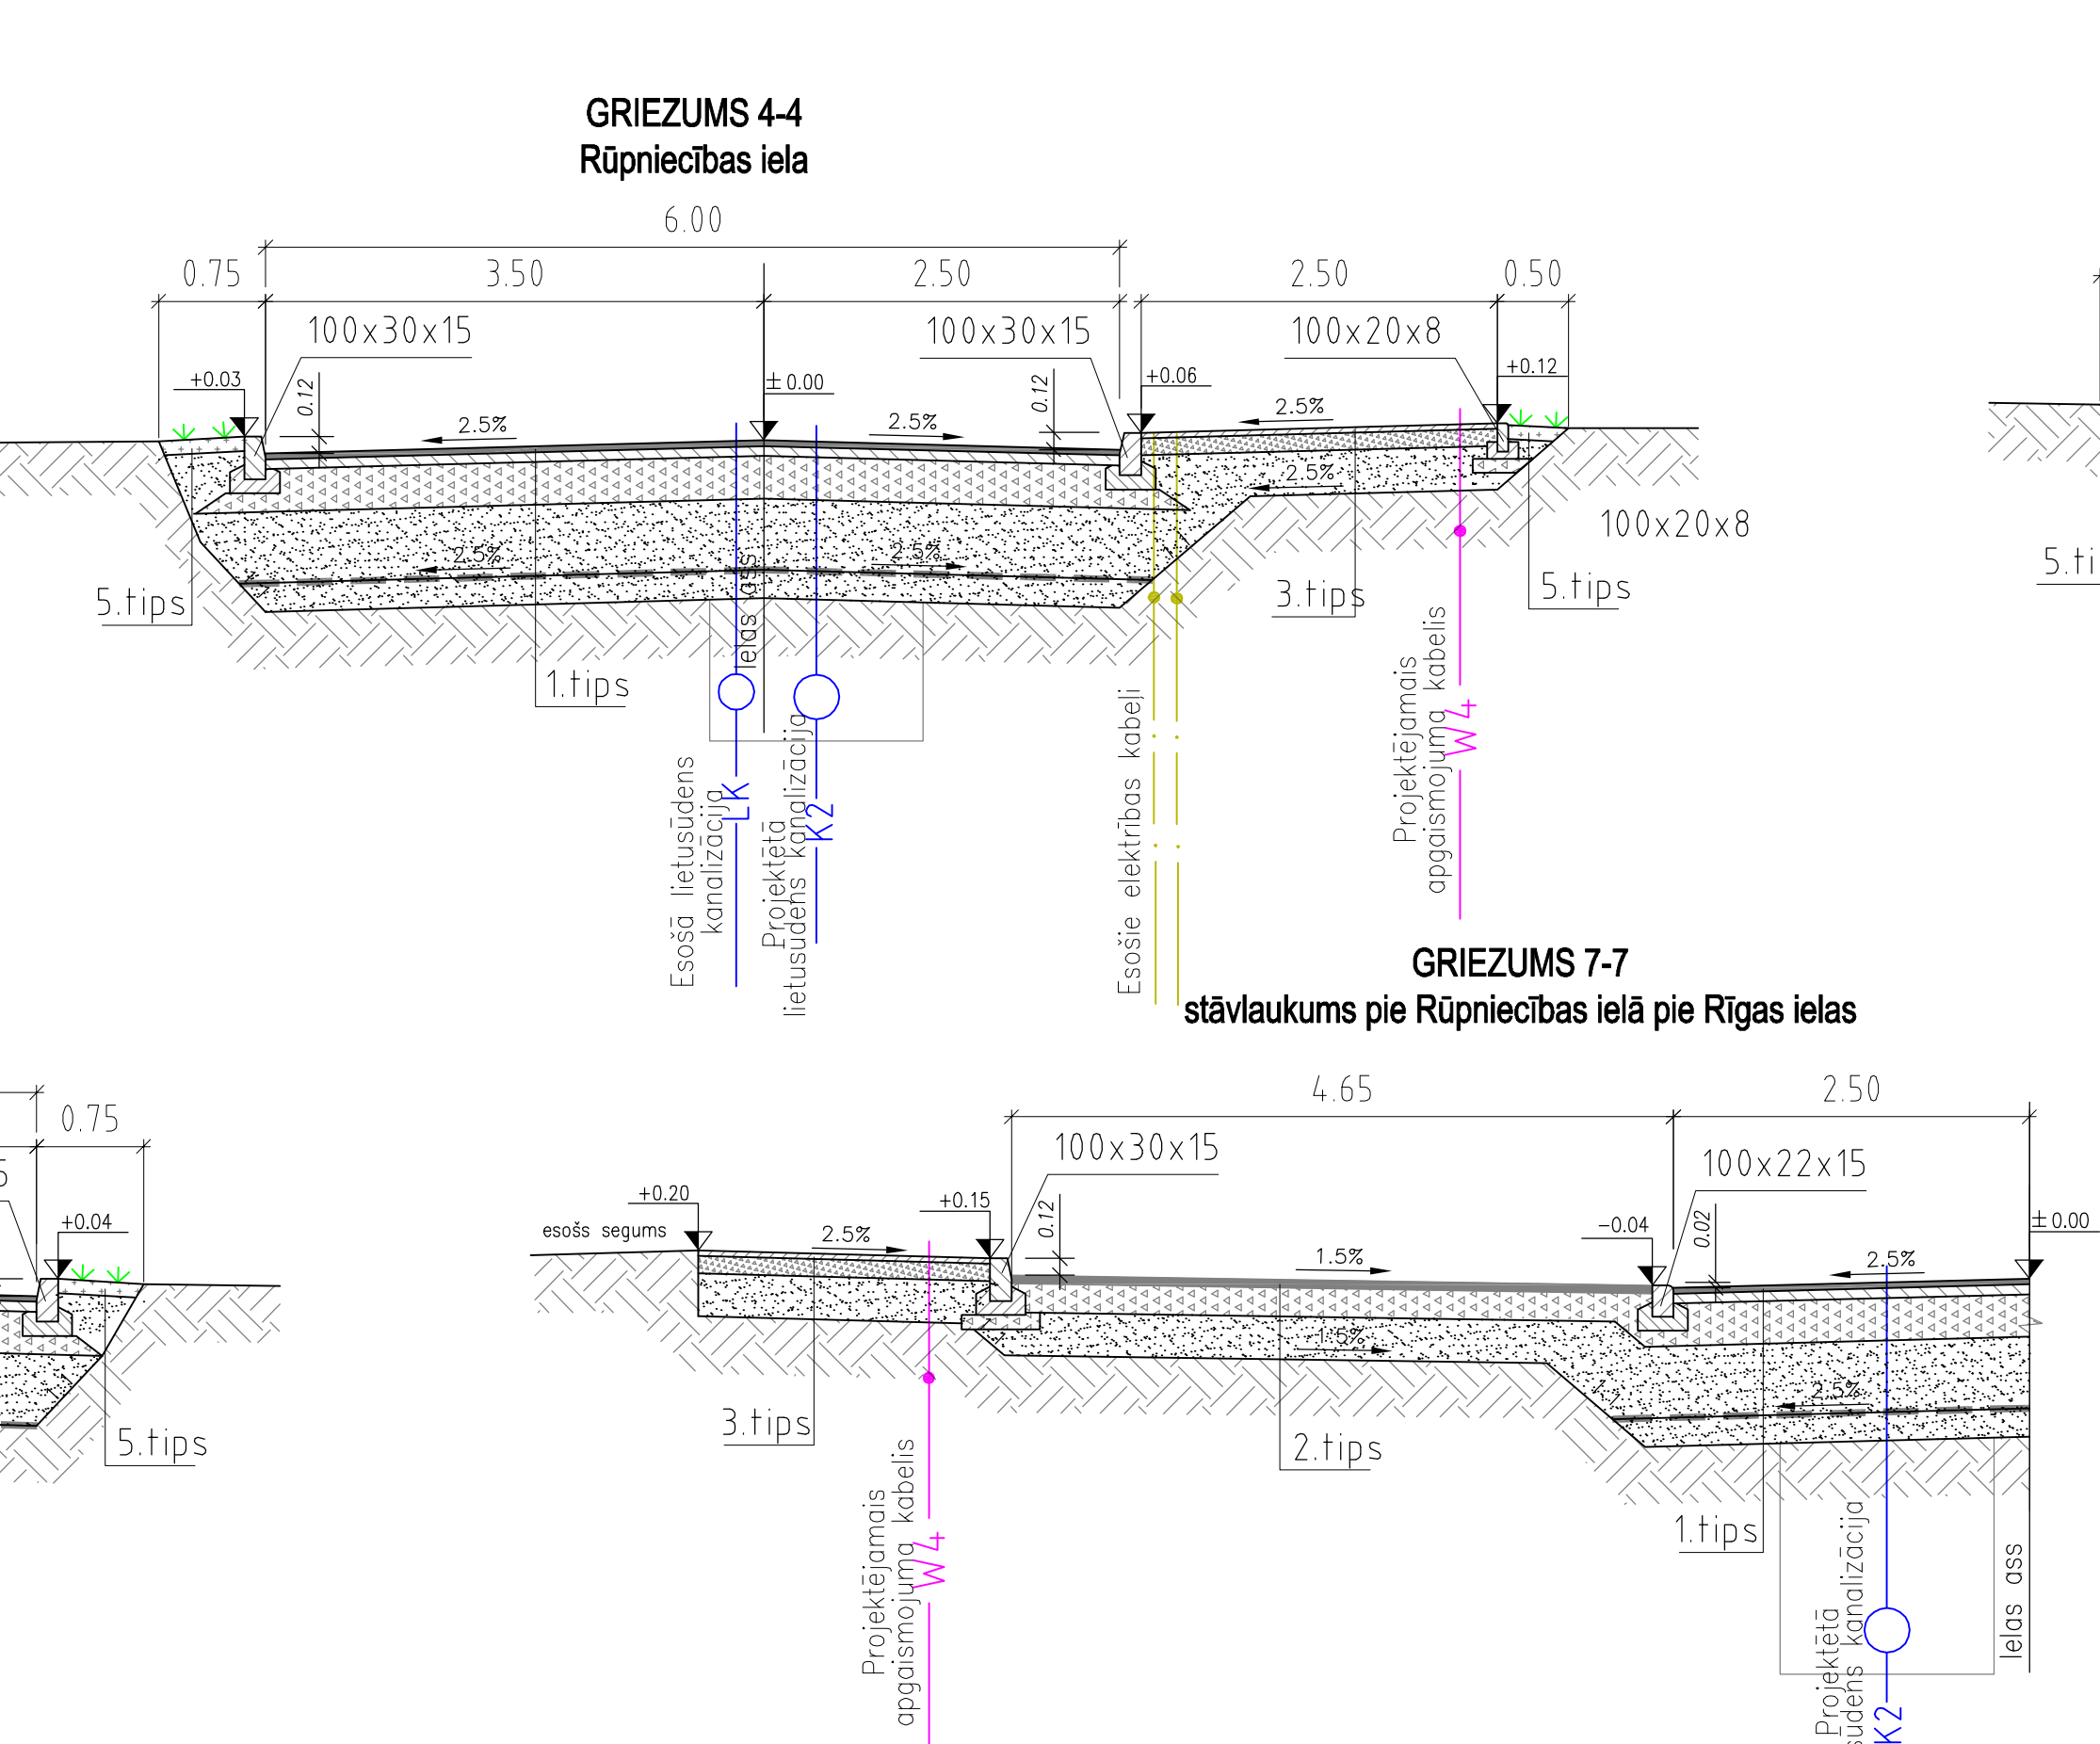 GRIEZUMS 4-4
Rūpniecības iela
6.00
0.75
3.50
2.50
2.50
0.50
100x30x15
100x30x15
100x20x8
+0.03
0.12
±0.00
0.12
+0.06
+0.12
2.5%
2.5%
2.5%
2.5%
2.5%
2.5%
100x20x8
5.tips
1.tips
3.tips
5.tips
5.ti
Ielas ass
Esošā lietusūdens
kanalizācija
LK
Projektētā
lietusūdens kanalizācija
K2
Esošie elektrības kabeļi
Projektējamais
apgaismojuma kabelis
W4
GRIEZUMS 7-7
stāvlaukums pie Rūpniecības ielā pie Rīgas ielas
0.75
5
+0.04
5.tips
4.65
2.50
100x30x15
100x22x15
+0.20
+0.15
0.12
-0.04
0.02
±0.00
esošs segums
2.5%
1.5%
2.5%
1.5%
2.5%
3.tips
2.tips
1.tips
Projektējamais
apgaismojuma kabelis
W4
Projektētā
sūdens kanalizācija
K2
Ielas ass